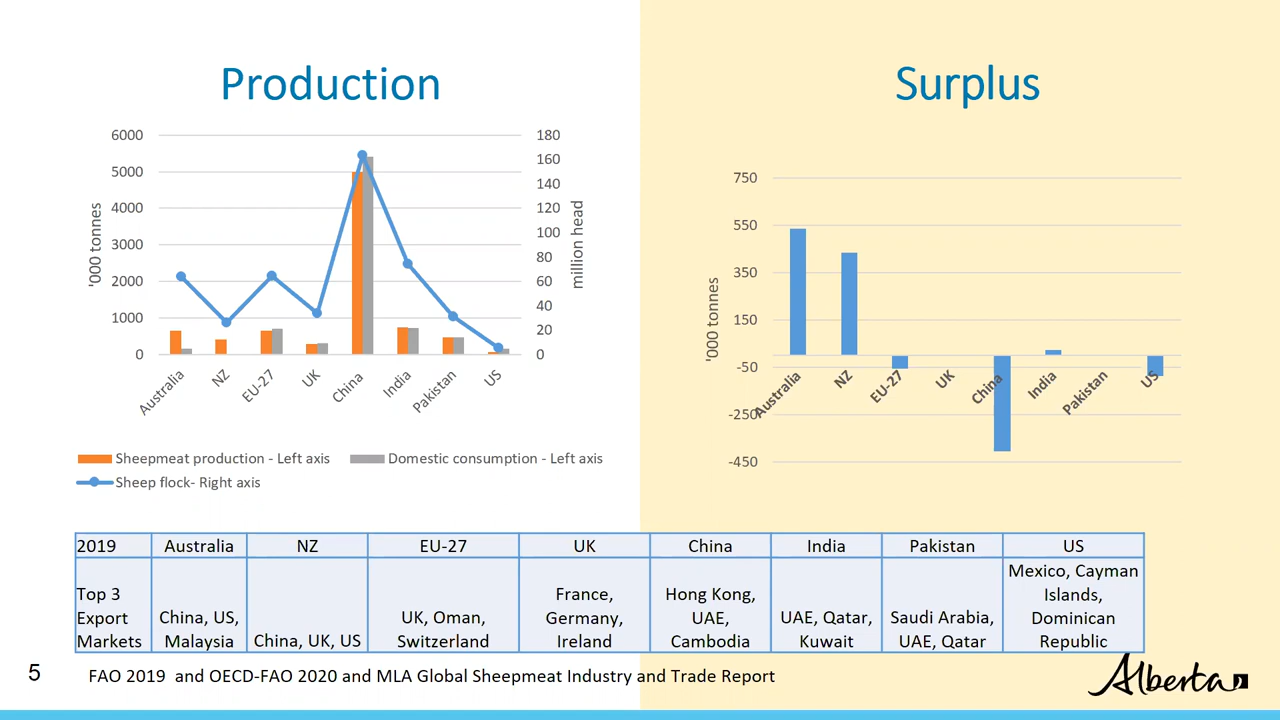 Production
6000
5000
4000
3000
2000
1000
0
'000 tonnes
180
160
140
120
100
80
60
40
20
0
million head
Australia
NZ
EU-27
UK
China
India
Pakistan
US
Sheepmeat production - Left axis
Domestic consumption - Left axis
Sheep flock- Right axis
Surplus
750
550
350
150
-50
-250
-450
'000 tonnes
Australia
NZ
EU-27
UK
China
India
Pakistan
US
2019 Australia NZ EU-27 UK China India Pakistan US
Top 3
Export
Markets
China, US,
Malaysia
China, UK, US
UK, Oman,
Switzerland
France,
Germany,
Ireland
Hong Kong,
UAE,
Cambodia
UAE, Qatar,
Kuwait
Saudi Arabia,
UAE, Qatar
Mexico, Cayman
Islands,
Dominican
Republic
5
FAO 2019 and OECD-FAO 2020 and MLA Global Sheepmeat Industry and Trade Report
Alberta